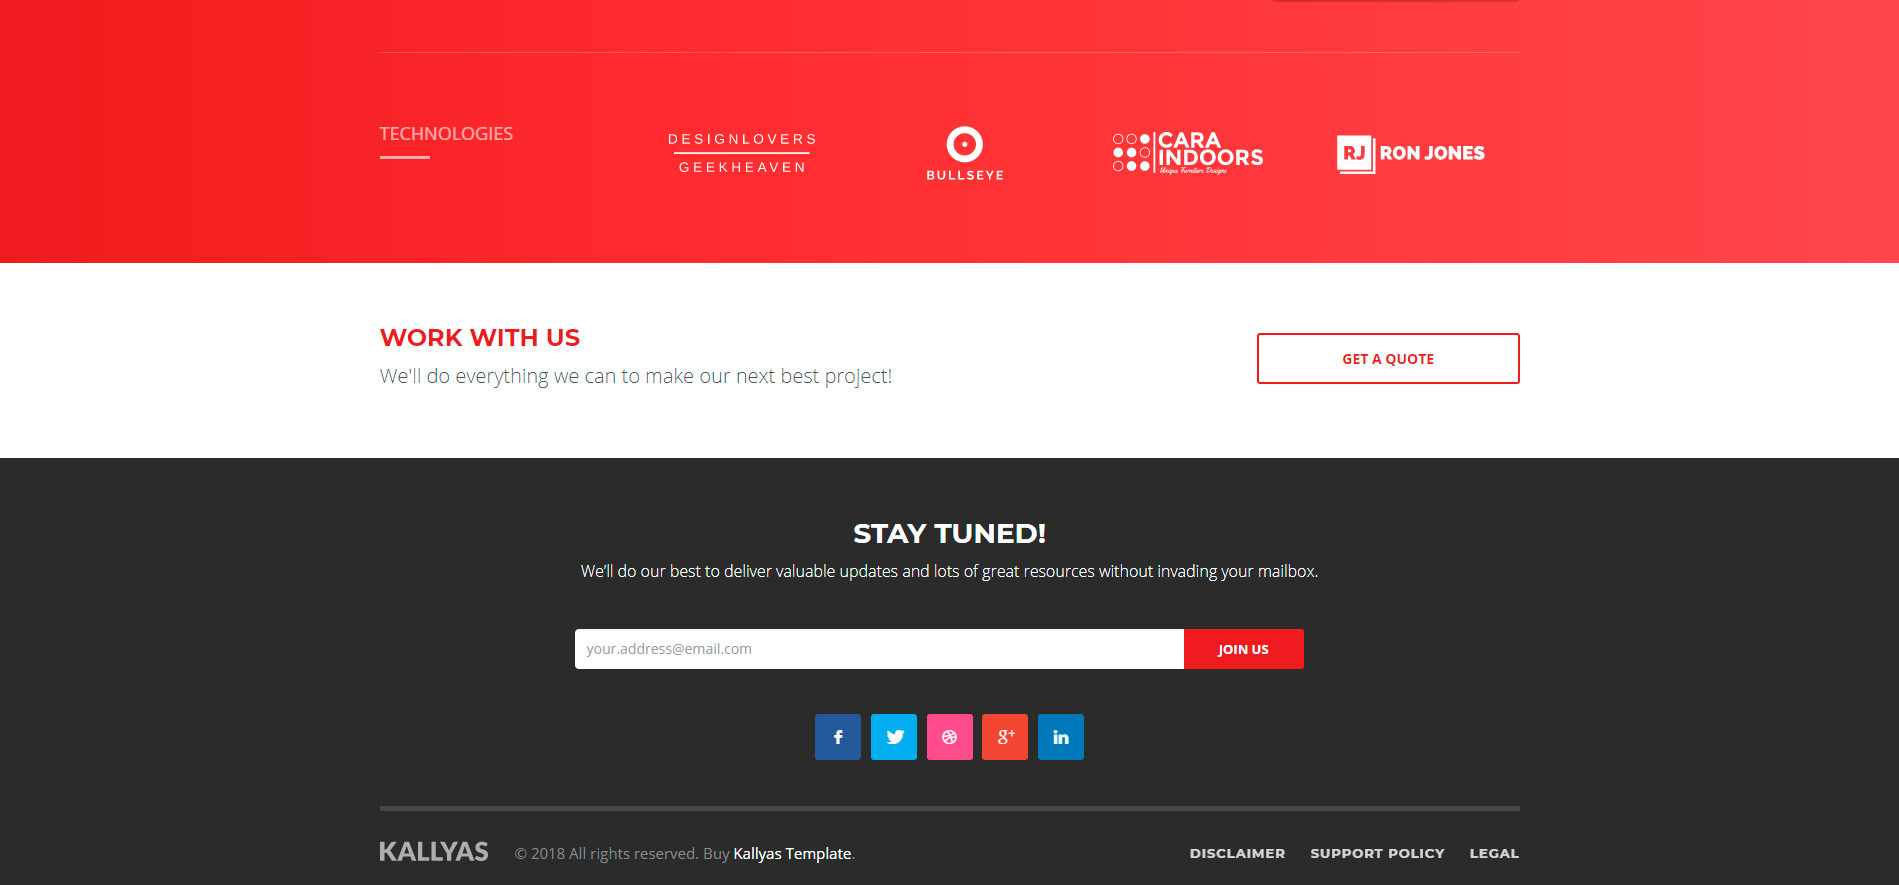 TECHNOLOGIES
DESIGNLOVERS
GEEKHEAVEN
BULLSEYE
CARA
INDOORS
Unique Furniture Designs
RJ RON JONES
WORK WITH US
We'll do everything we can to make our next best project!
GET A QUOTE
STAY TUNED!
We’ll do our best to deliver valuable updates and lots of great resources without invading your mailbox.
your.address@email.com
JOIN US
f
g+
in
KALLYAS
© 2018 All rights reserved. Buy Kallyas Template.
DISCLAIMER
SUPPORT POLICY
LEGAL